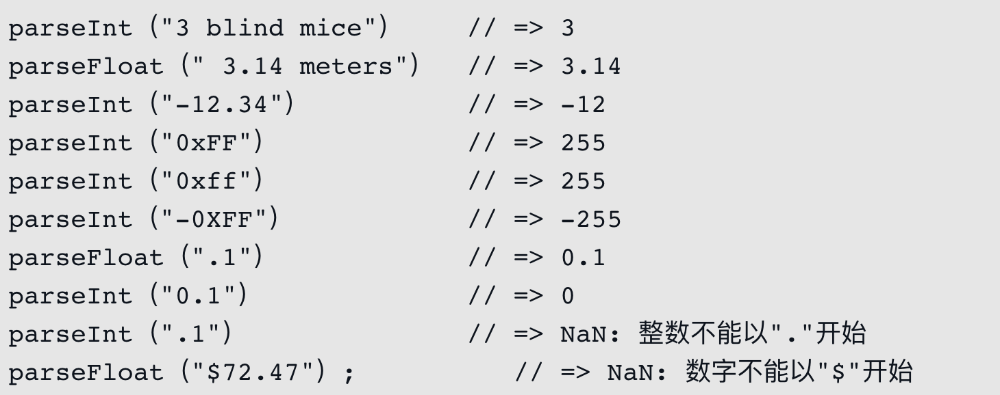 parseInt ("3 blind mice")     // => 3
parseFloat (" 3.14 meters")   // => 3.14
parseInt ("-12.34")           // => -12
parseInt ("0xFF")             // => 255
parseInt ("0xff")             // => 255
parseInt ("-0XFF")            // => -255
parseFloat (".1")             // => 0.1
parseInt ("0.1")              // => 0
parseInt (".1")               // => NaN: 整数不能以"."开始
parseFloat ("$72.47") ;          // => NaN: 数字不能以"$"开始